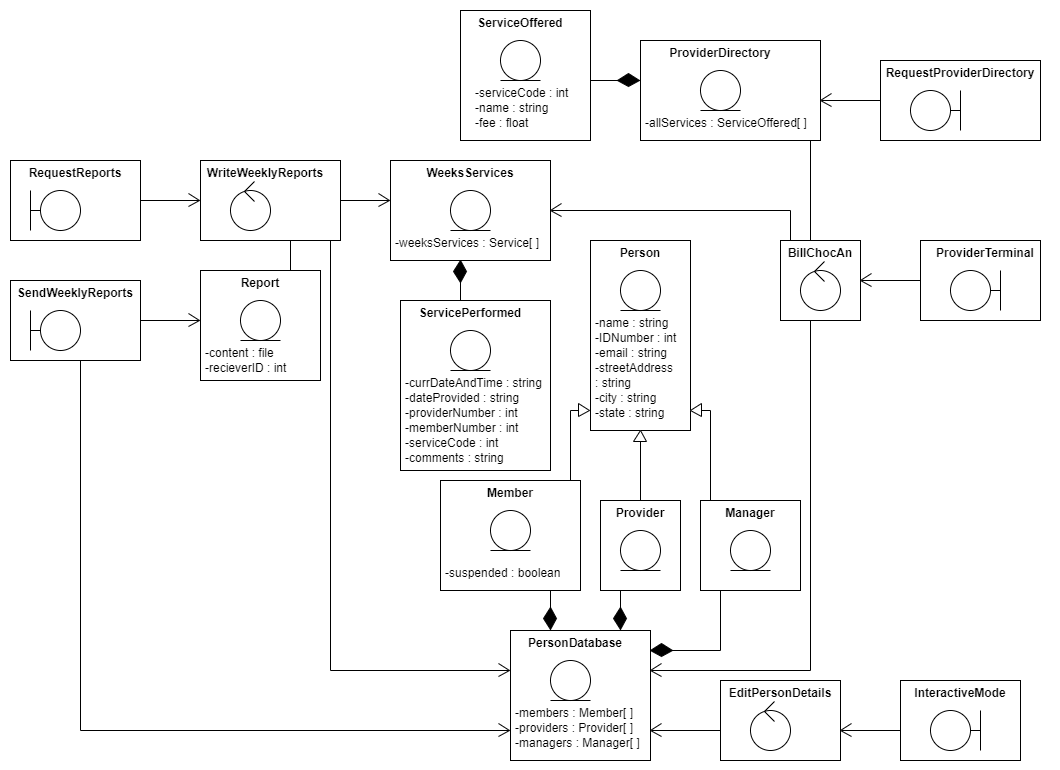 ServiceOffered
-serviceCode : int
-name : string
-fee : float
ProviderDirectory
-allServices : ServiceOffered[ ]
RequestProviderDirectory
RequestReports
WriteWeeklyReports
WeeksServices
-weeksServices : Service[ ]
Person
-name : string
-IDNumber : int
-email : string
-streetAddress
: string
-city : string
-state : string
BillChocAn
ProviderTerminal
SendWeeklyReports
Report
-content : file
-recieverID : int
ServicePerformed
-currDateAndTime : string
-dateProvided : string
-providerNumber : int
-memberNumber : int
-serviceCode : int
-comments : string
Member
-suspended : boolean
Provider
Manager
PersonDatabase
-members : Member[ ]
-providers : Provider[ ]
-managers : Manager[ ]
EditPersonDetails
InteractiveMode